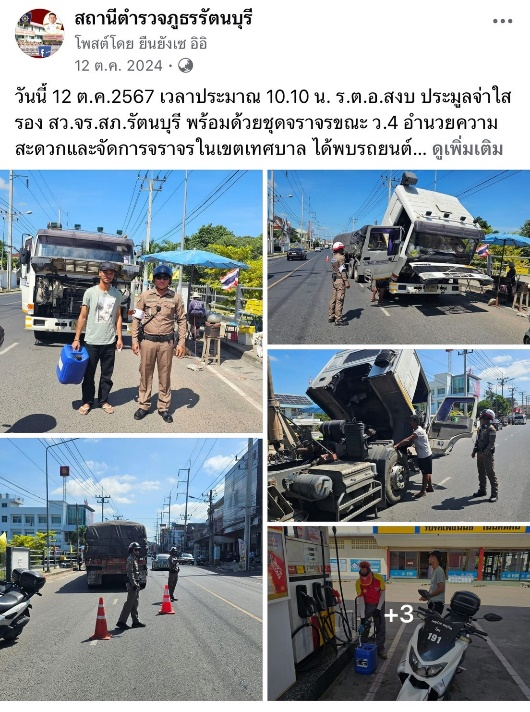 สถานีตำรวจภูธรรัตนบุรี
โพสต์โดย ยืนยังเซ อิอิ
12 ต.ค. 2024
วันนี้ 12 ต.ค.2567 เวลาประมาณ 10.10 น. ร.ต.อ.สงบ ประมูลจ่าใส
รอง สว.จร.สภ.รัตนบุรี พร้อมด้วยชุดจราจรขณะ ว.4 อำนวยความ
สะดวกและจัดการจราจรในเขตเทศบาล ได้พบรถยนต์... ดูเพิ่มเติม
+3
191